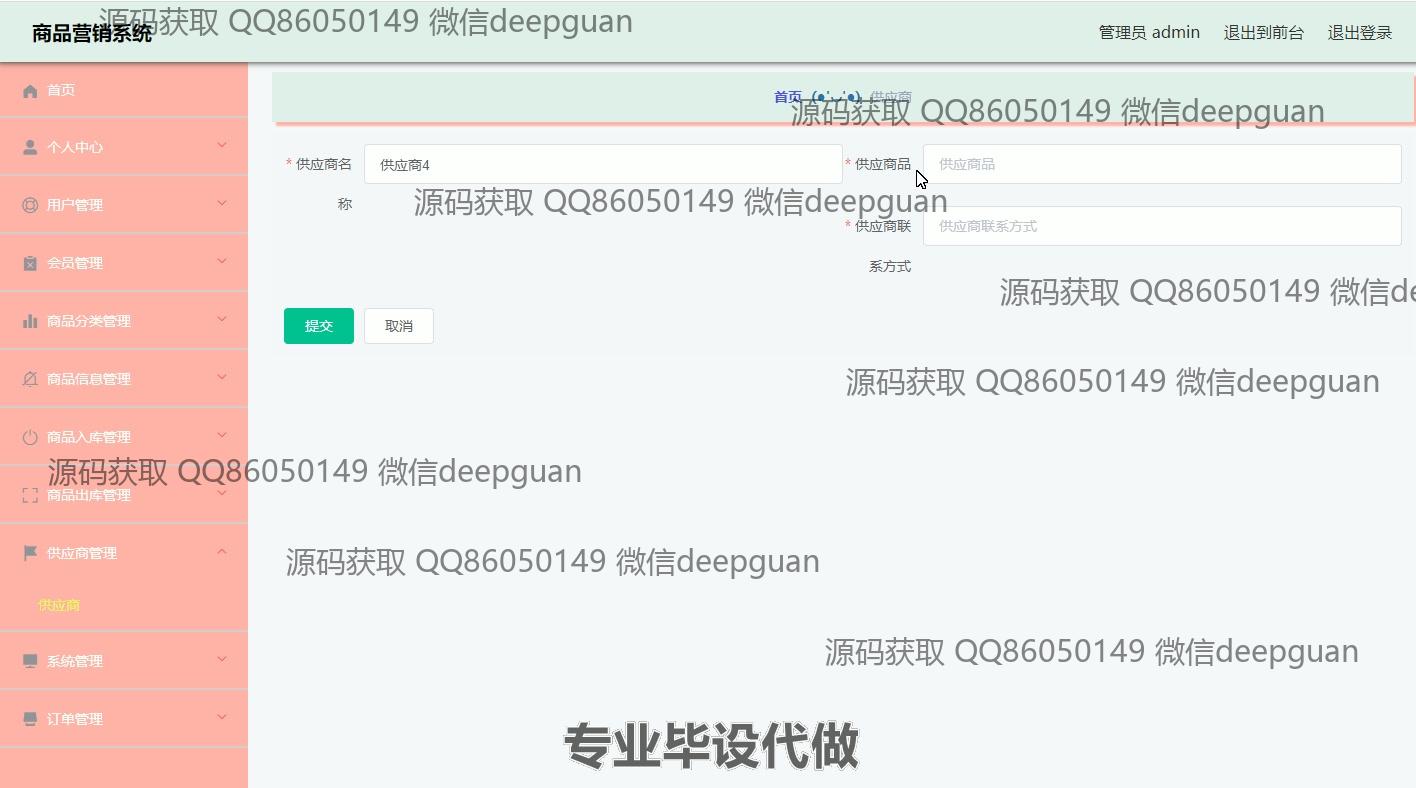 商品营销系统
源码获取 QQ86050149 微信deepguan
管理员 admin
退出到前台
退出登录
首页
首页 (●'◡'●) 供应商
源码获取 QQ86050149 微信deepguan
个人中心
* 供应商名称
供应商4
* 供应商品
供应商品
用户管理
源码获取 QQ86050149 微信deepguan
* 供应商联系方式
供应商联系方式
会员管理
源码获取 QQ86050149 微信de
商品分类管理
提交
取消
商品信息管理
源码获取 QQ86050149 微信deepguan
商品入库管理
源码获取 QQ86050149 微信deepguan
商品出库管理
供应商管理
源码获取 QQ86050149 微信deepguan
供应商
系统管理
源码获取 QQ86050149 微信deepguan
订单管理
专业毕设代做